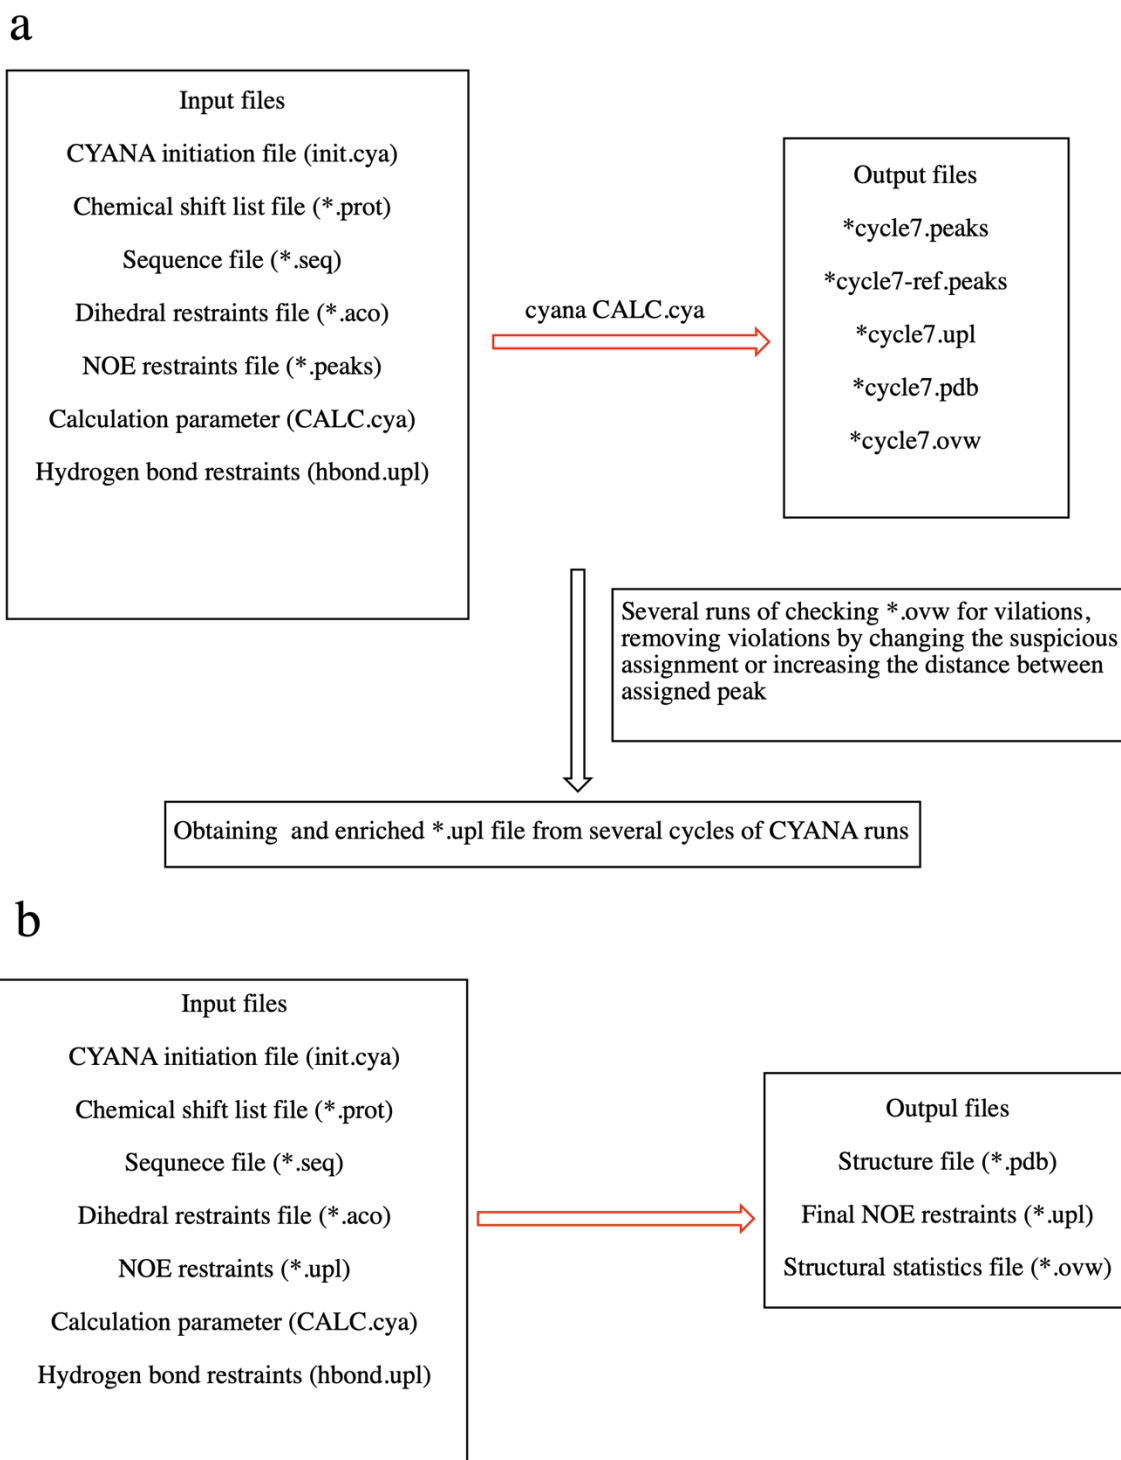 a
Input files
CYANA initiation file (init.cya)
Chemical shift list file (*.prot)
Sequence file (*.seq)
Dihedral restraints file (*.aco)
NOE restraints file (*.peaks)
Calculation parameter (CALC.cya)
Hydrogen bond restraints (hbond.upl)
cyana CALC.cya
Output files
*cycle7.peaks
*cycle7-ref.peaks
*cycle7.upl
*cycle7.pdb
*cycle7.ovw
Several runs of checking *.ovw for vilations,
removing violations by changing the suspicious
assignment or increasing the distance between
assigned peak
Obtaining and enriched *.upl file from several cycles of CYANA runs
b
Input files
CYANA initiation file (init.cya)
Chemical shift list file (*.prot)
Sequnece file (*.seq)
Dihedral restraints file (*.aco)
NOE restraints (*.upl)
Calculation parameter (CALC.cya)
Hydrogen bond restraints (hbond.upl)
Outpul files
Structure file (*.pdb)
Final NOE restraints (*.upl)
Structural statistics file (*.ovw)